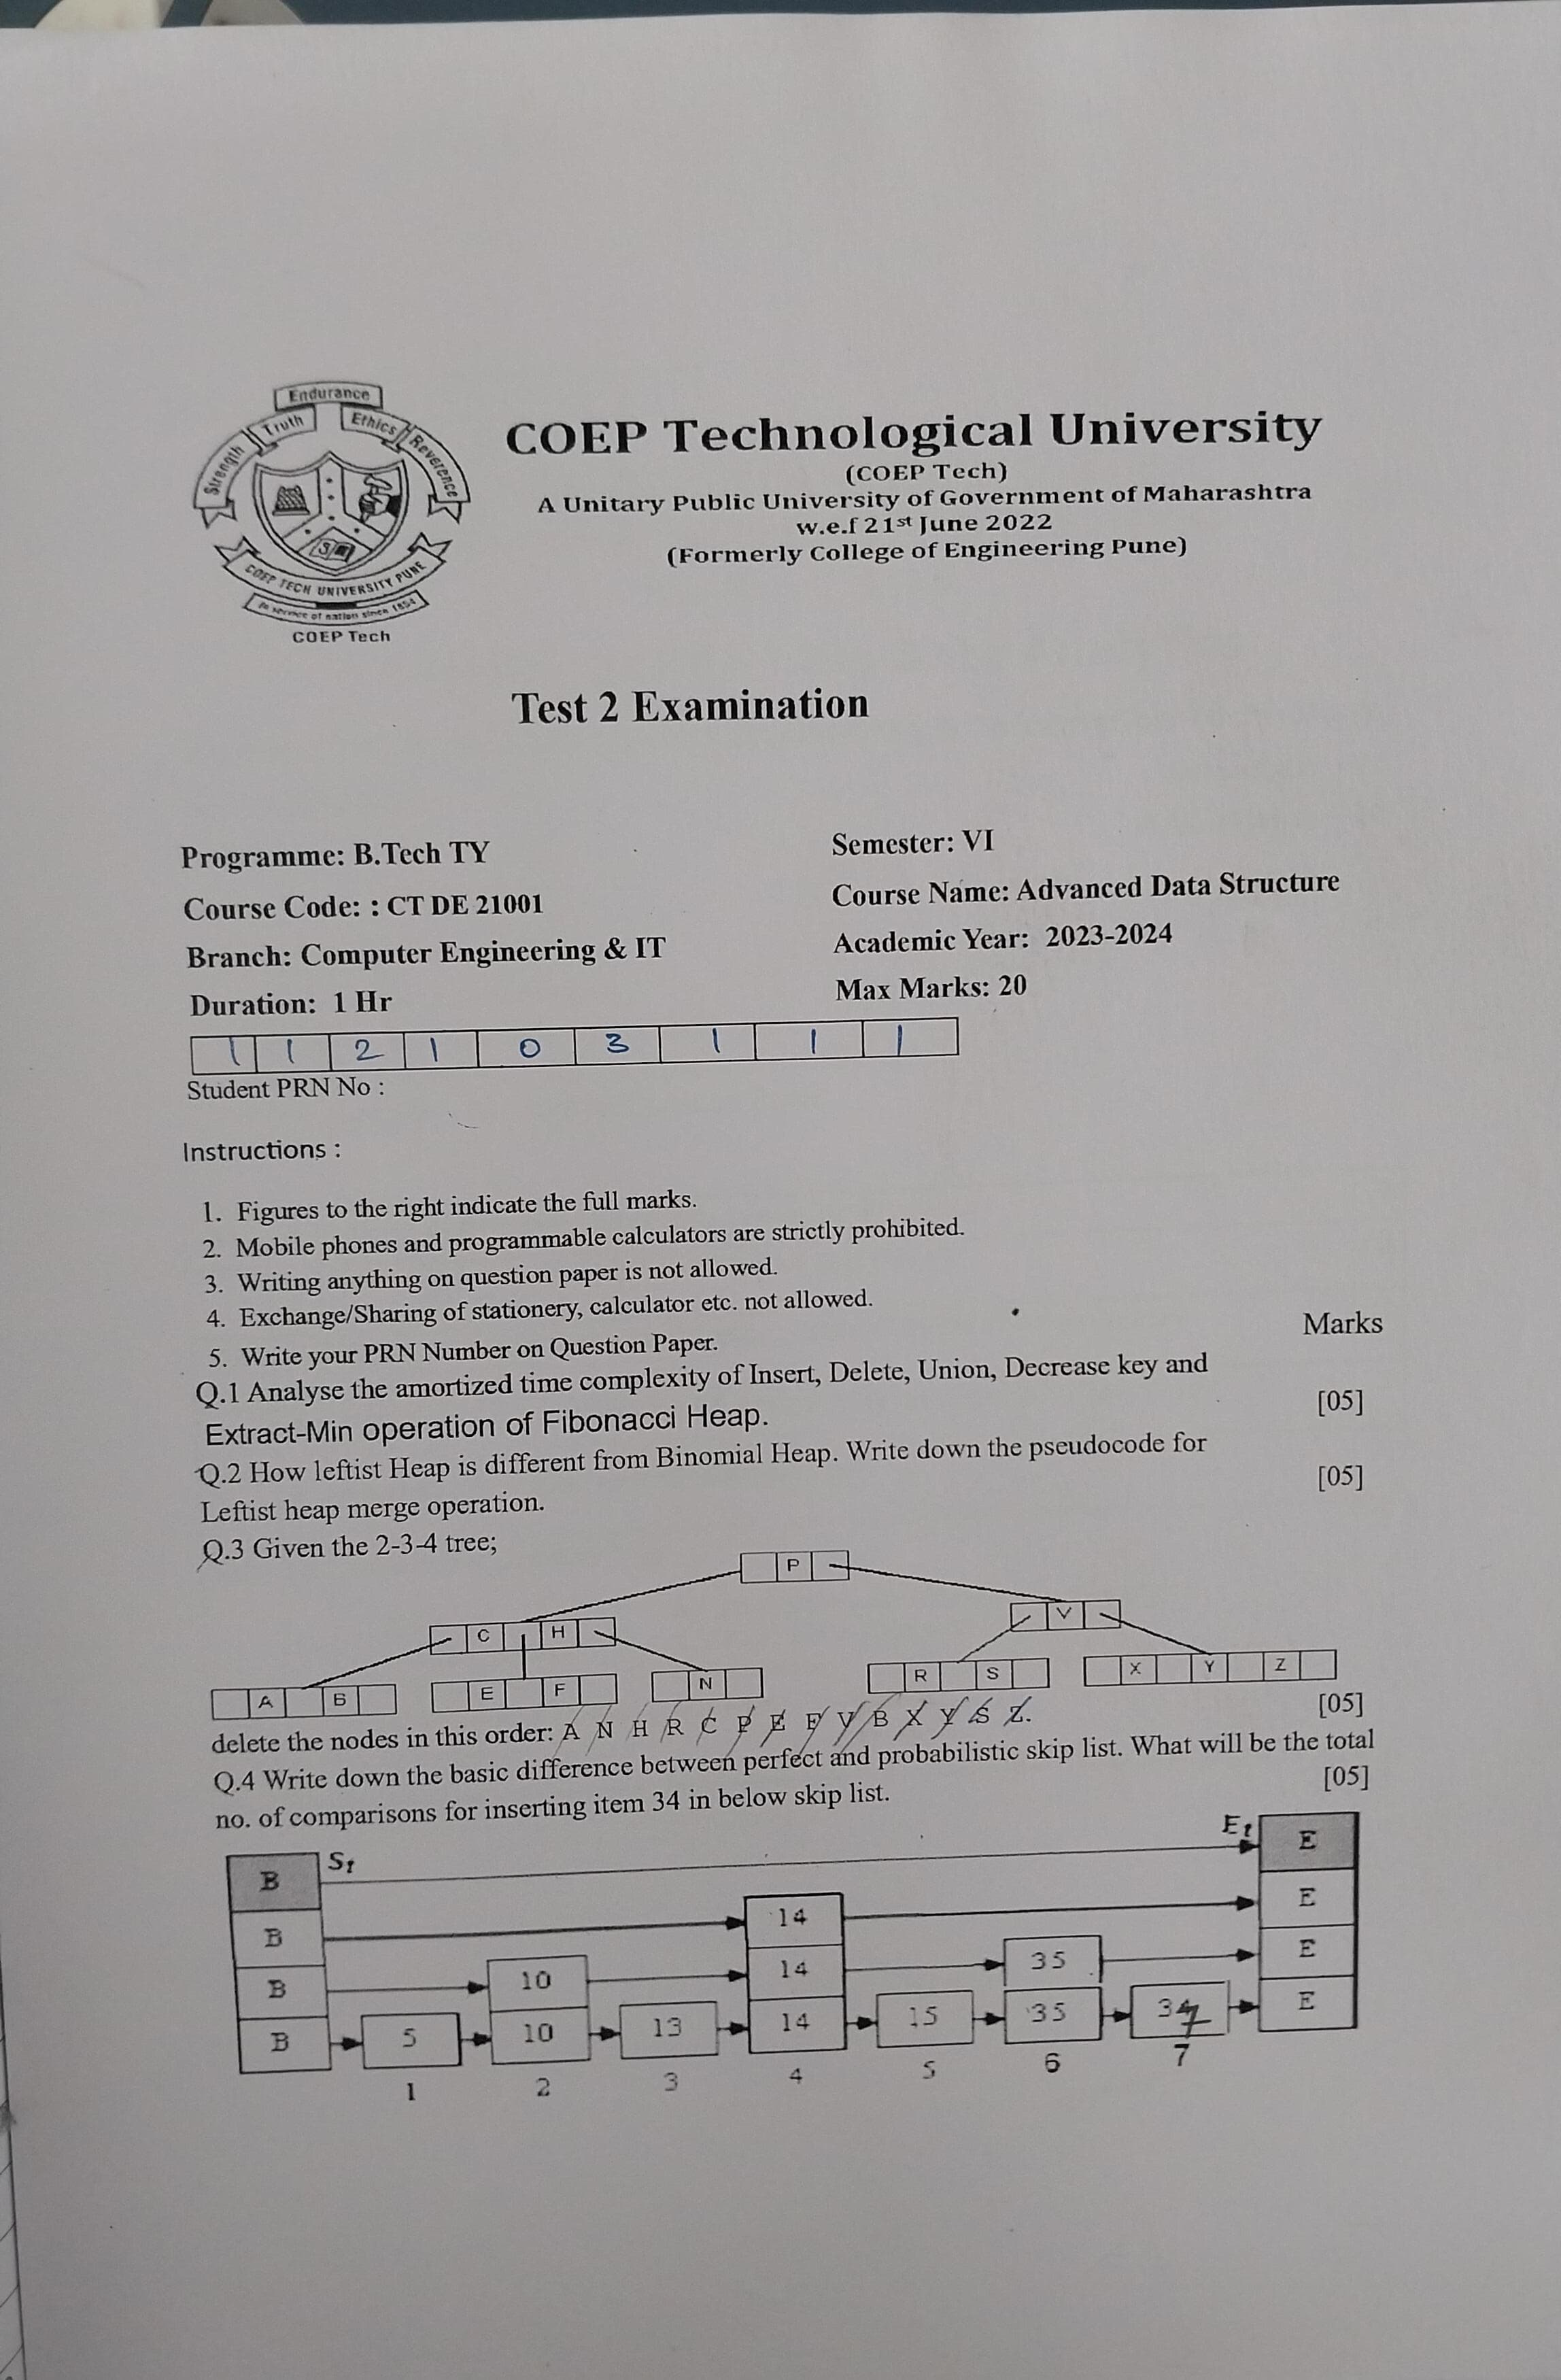 Endurance
Truth
Ethics
Strength
Reverence
COEP TECH UNIVERSITY PUNE
In service of nation since 1854
COEP Tech
COEP Technological University
(COEP Tech)
A Unitary Public University of Government of Maharashtra
w.e.f 21st June 2022
(Formerly College of Engineering Pune)
Test 2 Examination
Programme: B.Tech TY
Semester: VI
Course Code: : CT DE 21001
Course Name: Advanced Data Structure
Branch: Computer Engineering & IT
Academic Year: 2023-2024
Duration: 1 Hr
Max Marks: 20
1 1 2 1 0 3 1 1 1
Student PRN No :
Instructions :
1. Figures to the right indicate the full marks.
2. Mobile phones and programmable calculators are strictly prohibited.
3. Writing anything on question paper is not allowed.
4. Exchange/Sharing of stationery, calculator etc. not allowed.
5. Write your PRN Number on Question Paper.
Marks
Q.1 Analyse the amortized time complexity of Insert, Delete, Union, Decrease key and
Extract-Min operation of Fibonacci Heap.
[05]
Q.2 How leftist Heap is different from Binomial Heap. Write down the pseudocode for
Leftist heap merge operation.
[05]
Q.3 Given the 2-3-4 tree;
P
C H
V
A B
E F
N
R S
X Y Z
delete the nodes in this order: A N H R C P E F V B X Y S Z.
[05]
Q.4 Write down the basic difference between perfect and probabilistic skip list. What will be the total
no. of comparisons for inserting item 34 in below skip list.
[05]
B St Et E
B 14 E
B 10 14 35 E
B 5 10 13 14 15 35 37 E
1 2 3 4 5 6 7